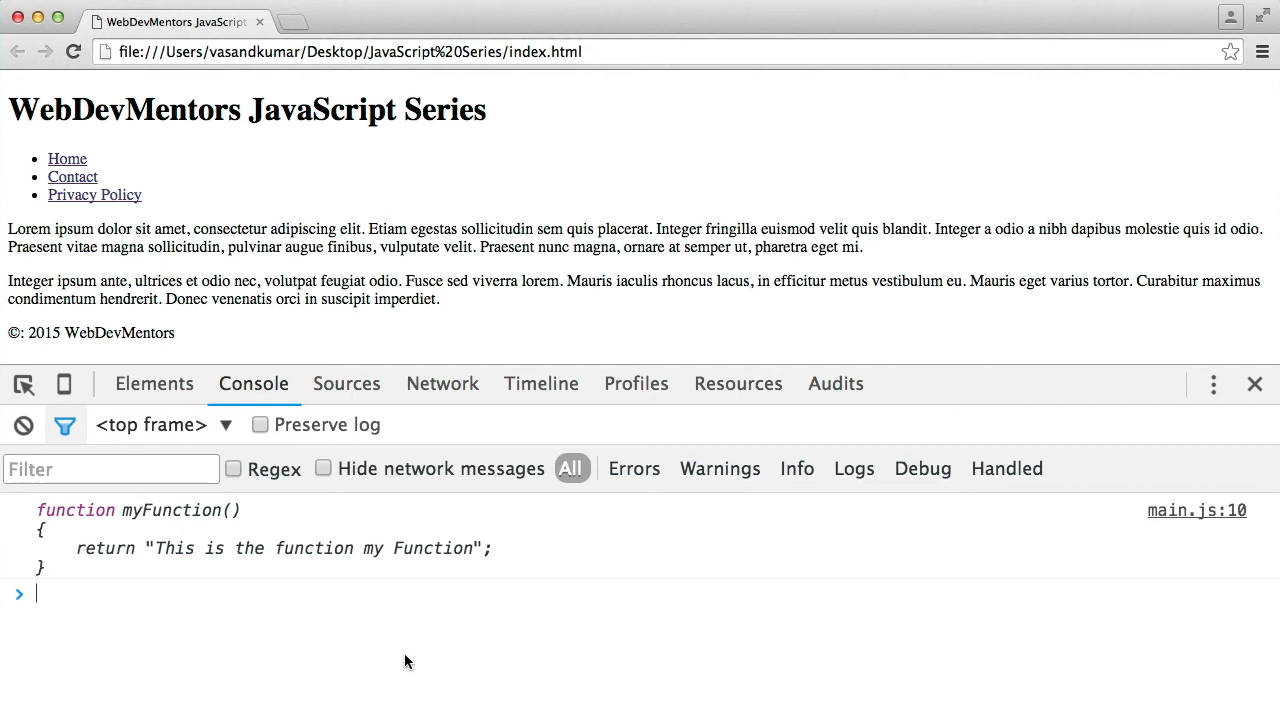 WebDevMentors JavaScript
file:///Users/vasandkumar/Desktop/JavaScript%20Series/index.html
WebDevMentors JavaScript Series
Home
Contact
Privacy Policy
Lorem ipsum dolor sit amet, consectetur adipiscing elit. Etiam egestas sollicitudin sem quis placerat. Integer fringilla euismod velit quis blandit. Integer a odio a nibh dapibus molestie quis id odio.
Praesent vitae magna sollicitudin, pulvinar augue finibus, vulputate velit. Praesent nunc magna, ornare at semper ut, pharetra eget mi.
Integer ipsum ante, ultrices et odio nec, volutpat feugiat odio. Fusce sed viverra lorem. Mauris iaculis rhoncus lacus, in efficitur metus vestibulum eu. Mauris eget varius tortor. Curabitur maximus
condimentum hendrerit. Donec venenatis orci in suscipit imperdiet.
©: 2015 WebDevMentors
Elements Console Sources Network Timeline Profiles Resources Audits
<top frame> ▼ Preserve log
Filter Regex Hide network messages All Errors Warnings Info Logs Debug Handled
function myFunction() main.js:10
{
return "This is the function my Function";
}